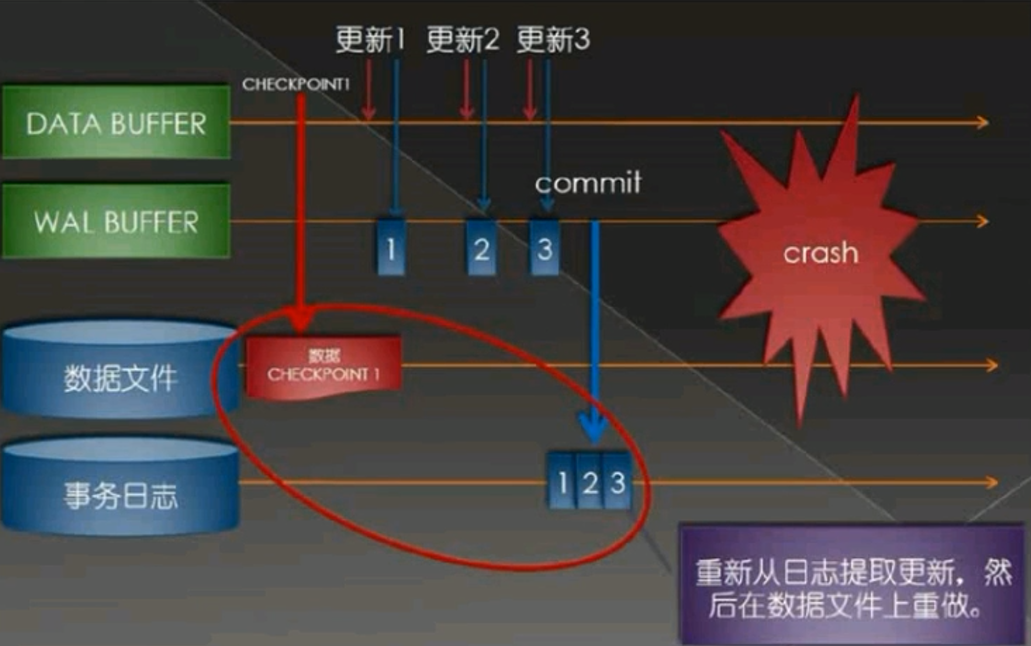 更新1 更新2 更新3
CHECKPOINT1
DATA BUFFER
commit
WAL BUFFER
1 2 3
crash
数据文件
数据
CHECKPOINT 1
事务日志
1 2 3
重新从日志提取更新，然
后在数据文件上重做。